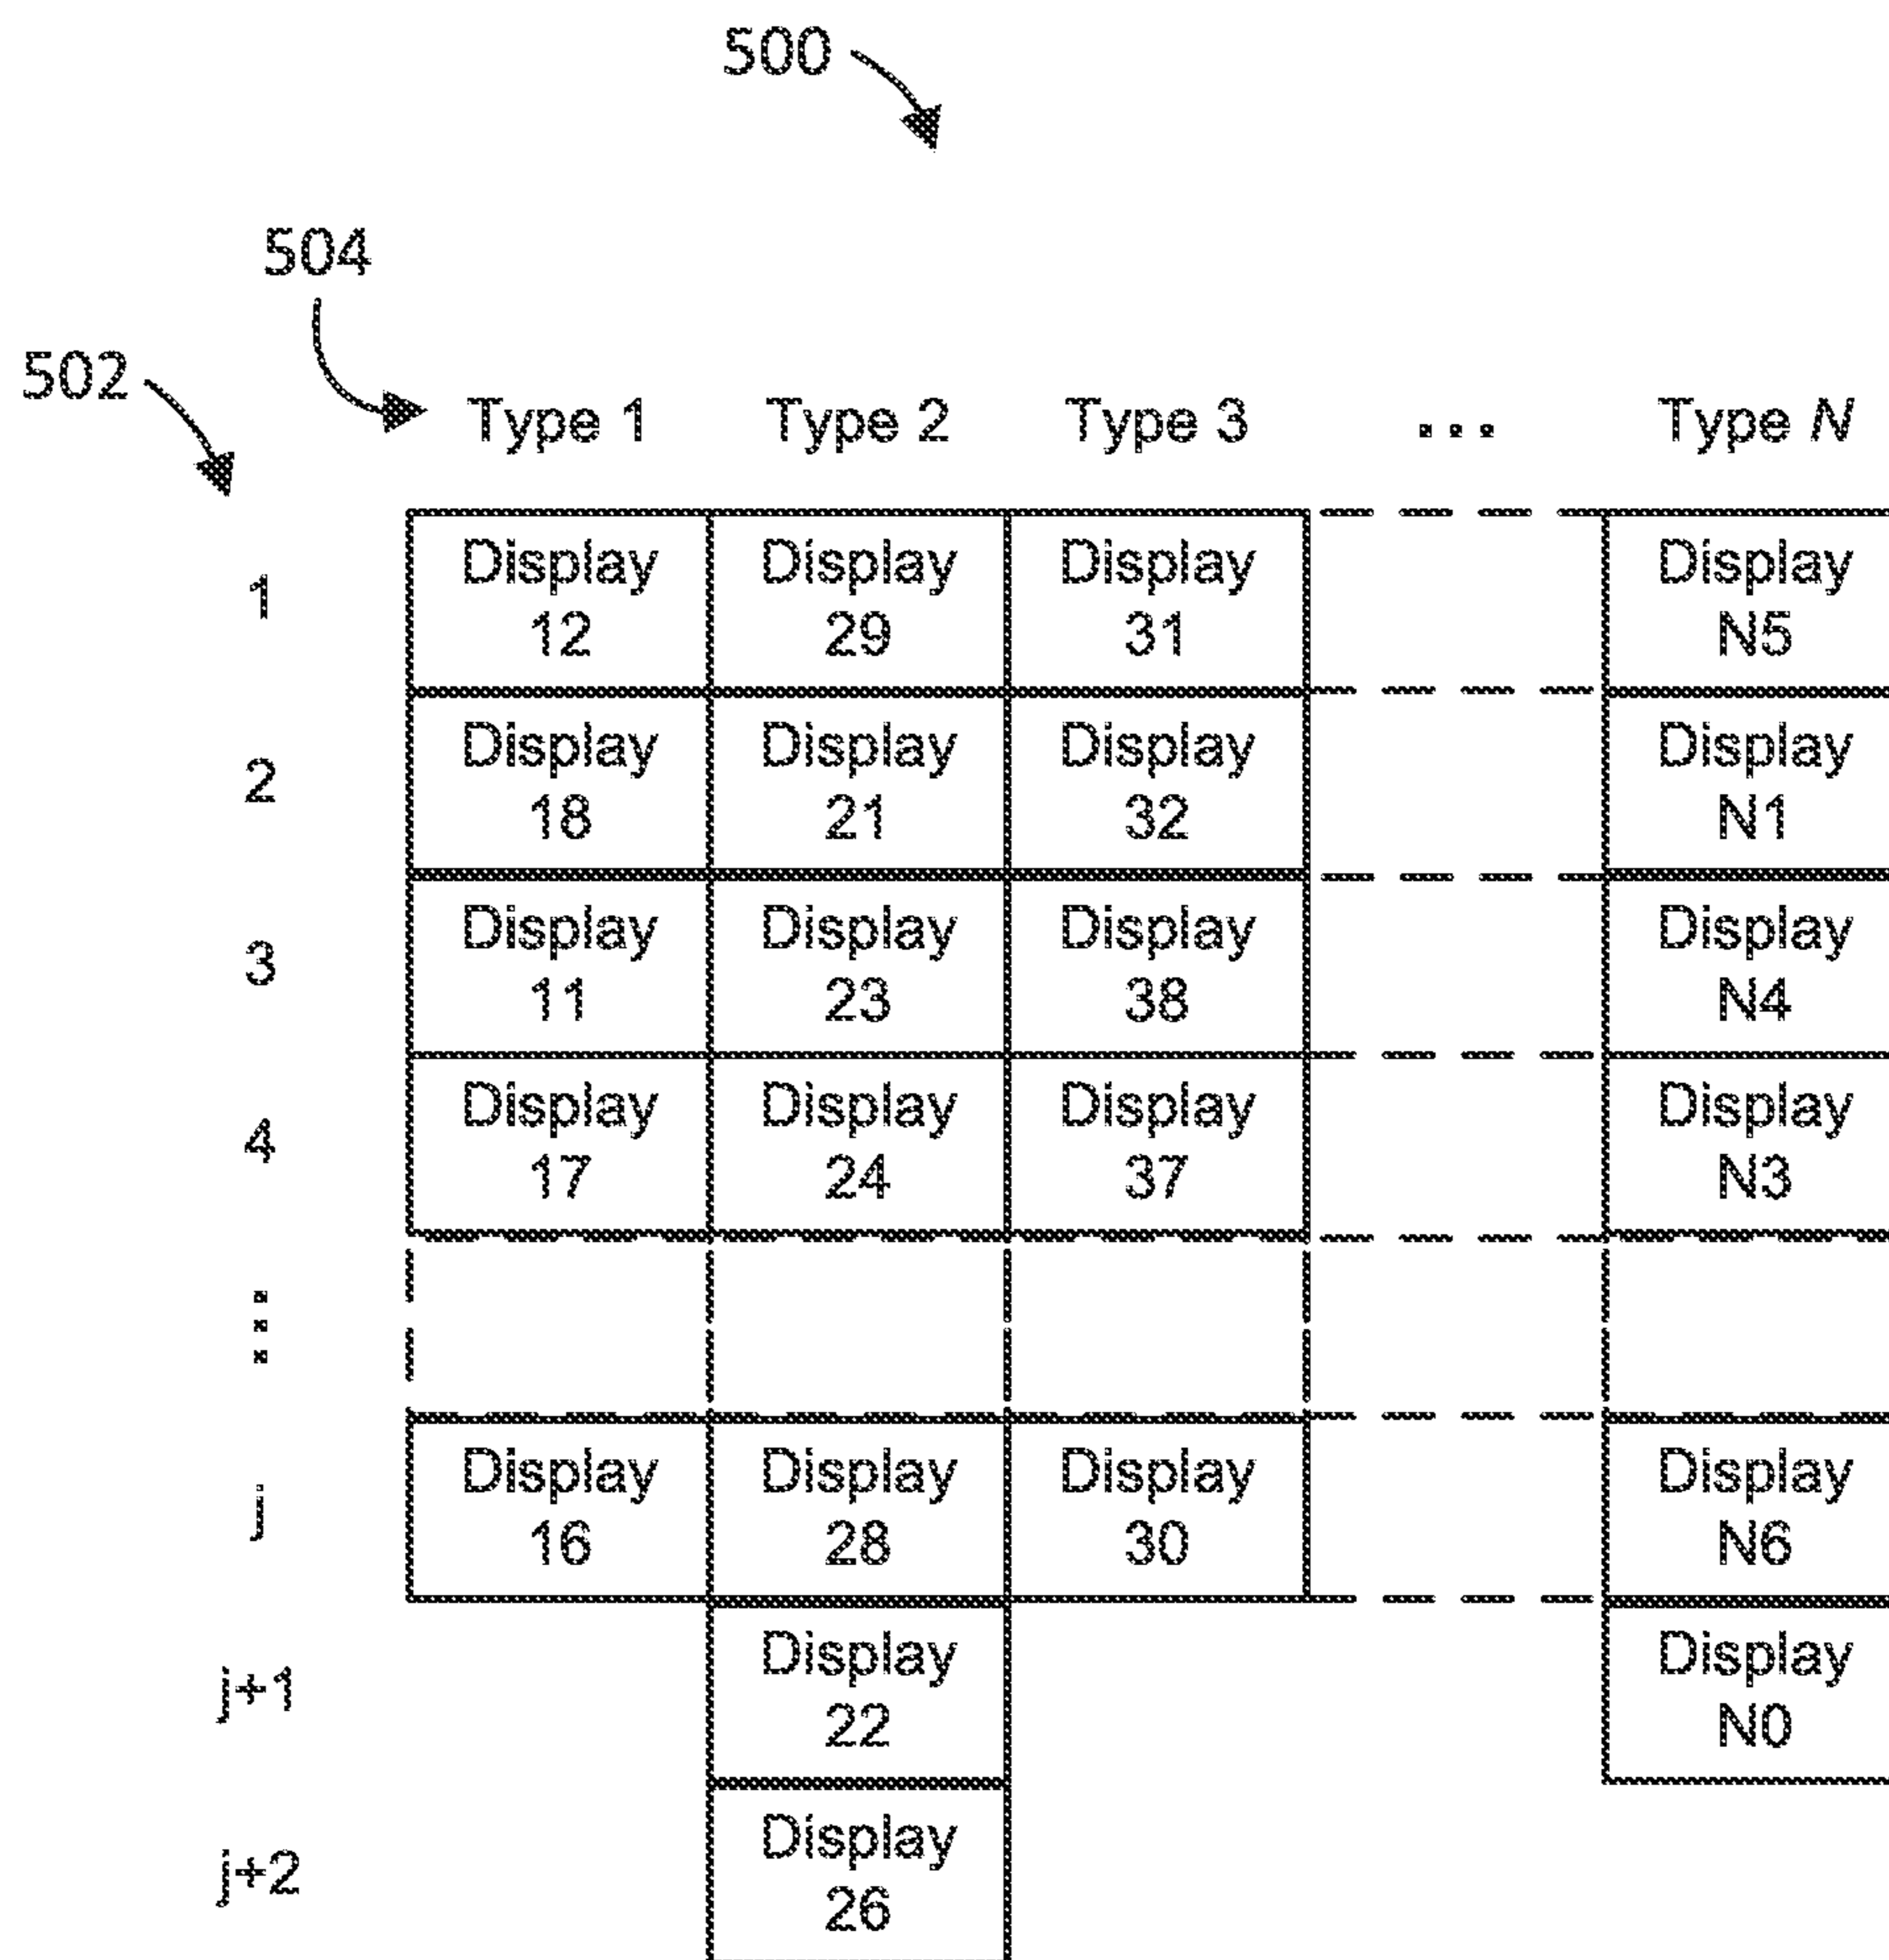 500
504
502
Type 1 Type 2 Type 3 ... Type N
1 Display 12 Display 29 Display 31 Display N5
2 Display 18 Display 21 Display 32 Display N1
3 Display 11 Display 23 Display 38 Display N4
4 Display 17 Display 24 Display 37 Display N3
⋮
j Display 16 Display 28 Display 30 Display N6
j+1 Display 22 Display N0
j+2 Display 26